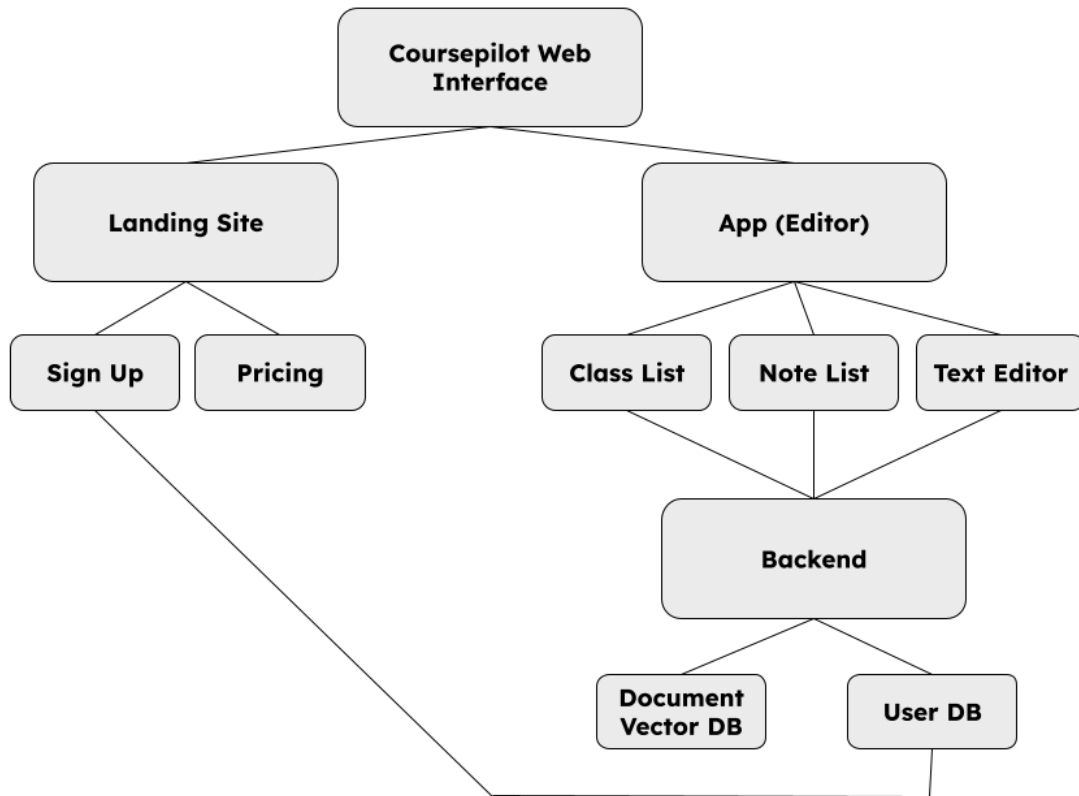 Coursepilot Web
Interface
Landing Site
App (Editor)
Sign Up
Pricing
Class List
Note List
Text Editor
Backend
Document
Vector DB
User DB